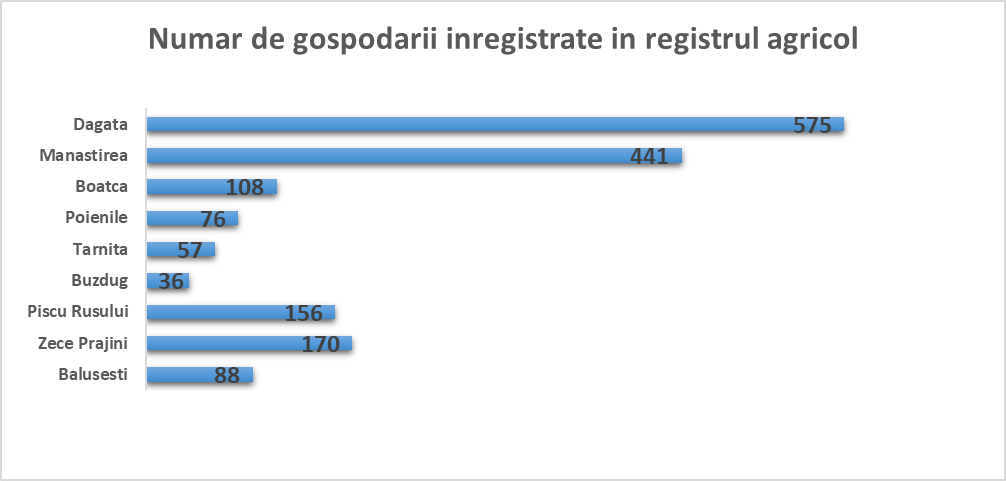 Numar de gospodarii inregistrate in registrul agricol
Dagata 575
Manastirea 441
Boatca 108
Poienile 76
Tarnita 57
Buzdug 36
Piscu Rusului 156
Zece Prajini 170
Balusesti 88